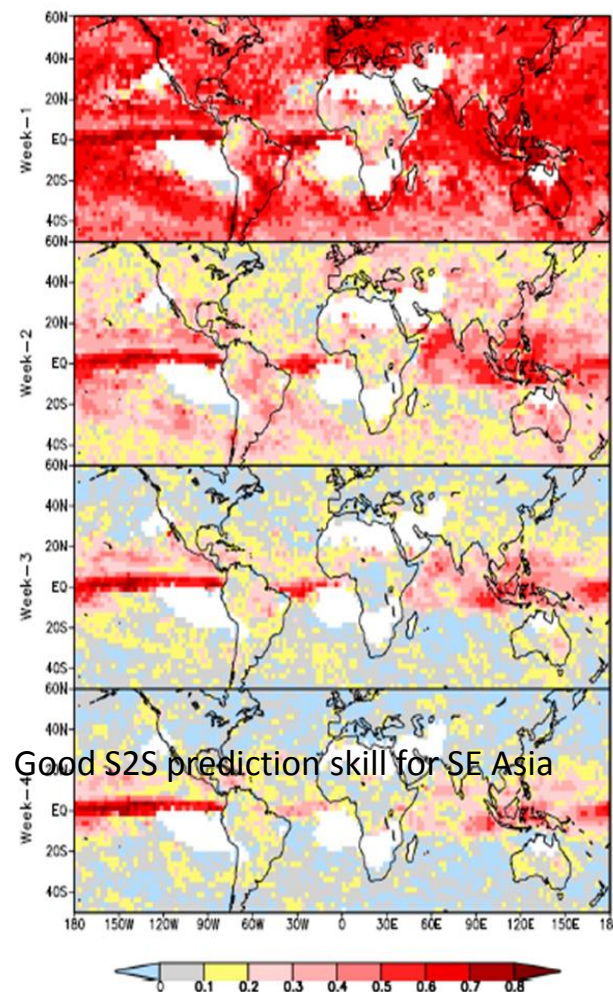 60N
40N
20N
EQ
20S
40S
Week-1
60N
40N
20N
EQ
20S
40S
Week-2
60N
40N
20N
EQ
20S
40S
Week-3
60N
40N
Good S2S prediction skill for SE Asia
20N
EQ
20S
40S
Week-4
180 150W 120W 90W 60W 30W 0 30E 60E 90E 120E 150E 18
0 0.1 0.2 0.3 0.4 0.5 0.6 0.7 0.8